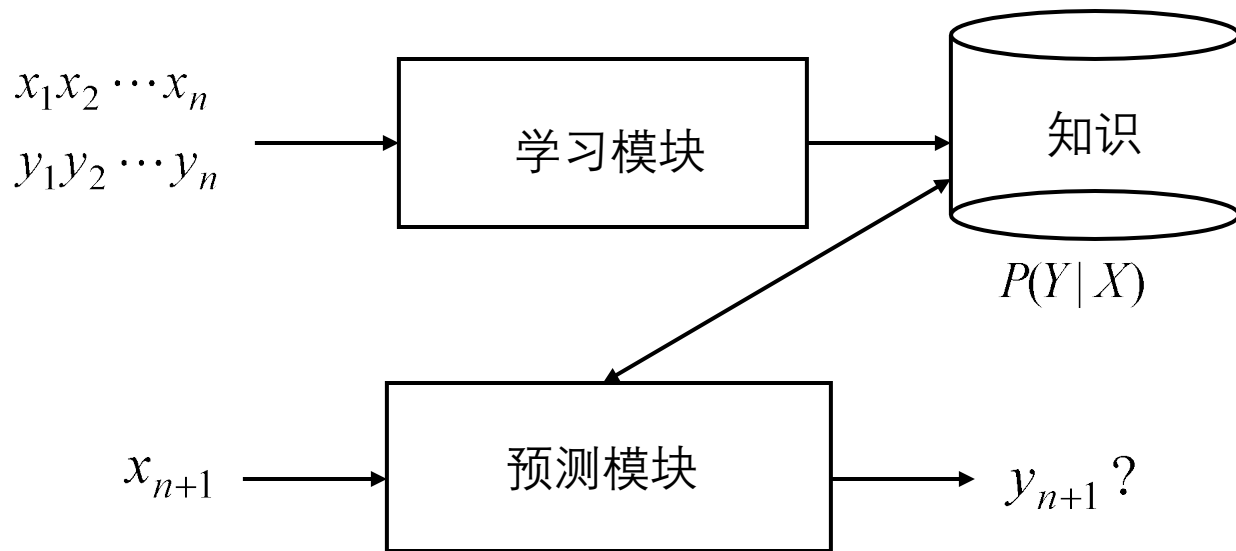 x₁x₂⋯xₙ
y₁y₂⋯yₙ
学习模块
知识
P(Y|X)
xₙ₊₁
预测模块
yₙ₊₁?